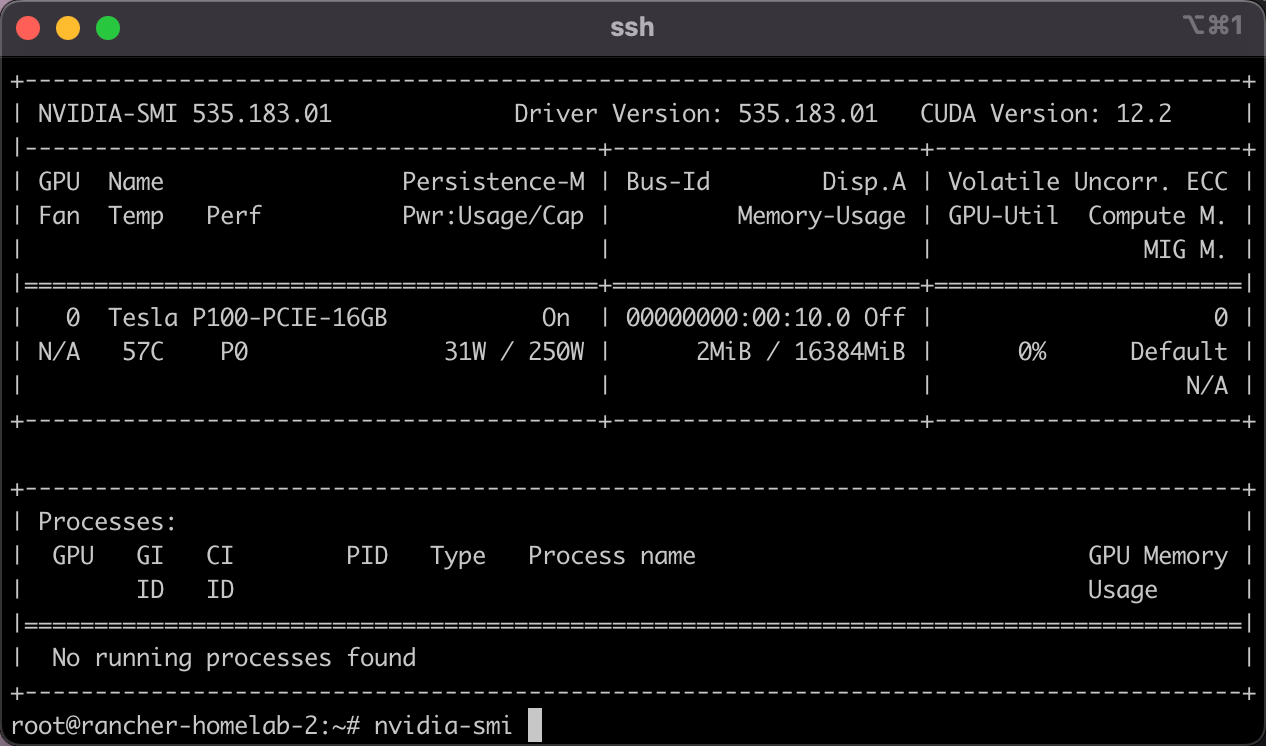 ssh
⌥⌘1
+---------------------------------------------------------------------------------------+
| NVIDIA-SMI 535.183.01             Driver Version: 535.183.01   CUDA Version: 12.2     |
|-----------------------------------------+----------------------+----------------------+
| GPU  Name                 Persistence-M | Bus-Id        Disp.A | Volatile Uncorr. ECC |
| Fan  Temp   Perf          Pwr:Usage/Cap |         Memory-Usage | GPU-Util  Compute M. |
|                                         |                      |               MIG M. |
|=========================================+======================+======================|
|   0  Tesla P100-PCIE-16GB           On  | 00000000:00:10.0 Off |                    0 |
| N/A   57C    P0              31W / 250W |      2MiB / 16384MiB |      0%      Default |
|                                         |                      |                  N/A |
+-----------------------------------------+----------------------+----------------------+
+---------------------------------------------------------------------------------------+
| Processes:                                                                            |
|  GPU   GI   CI        PID   Type   Process name                            GPU Memory |
|        ID   ID                                                             Usage      |
|=======================================================================================|
|  No running processes found                                                           |
+---------------------------------------------------------------------------------------+
root@rancher-homelab-2:~# nvidia-smi